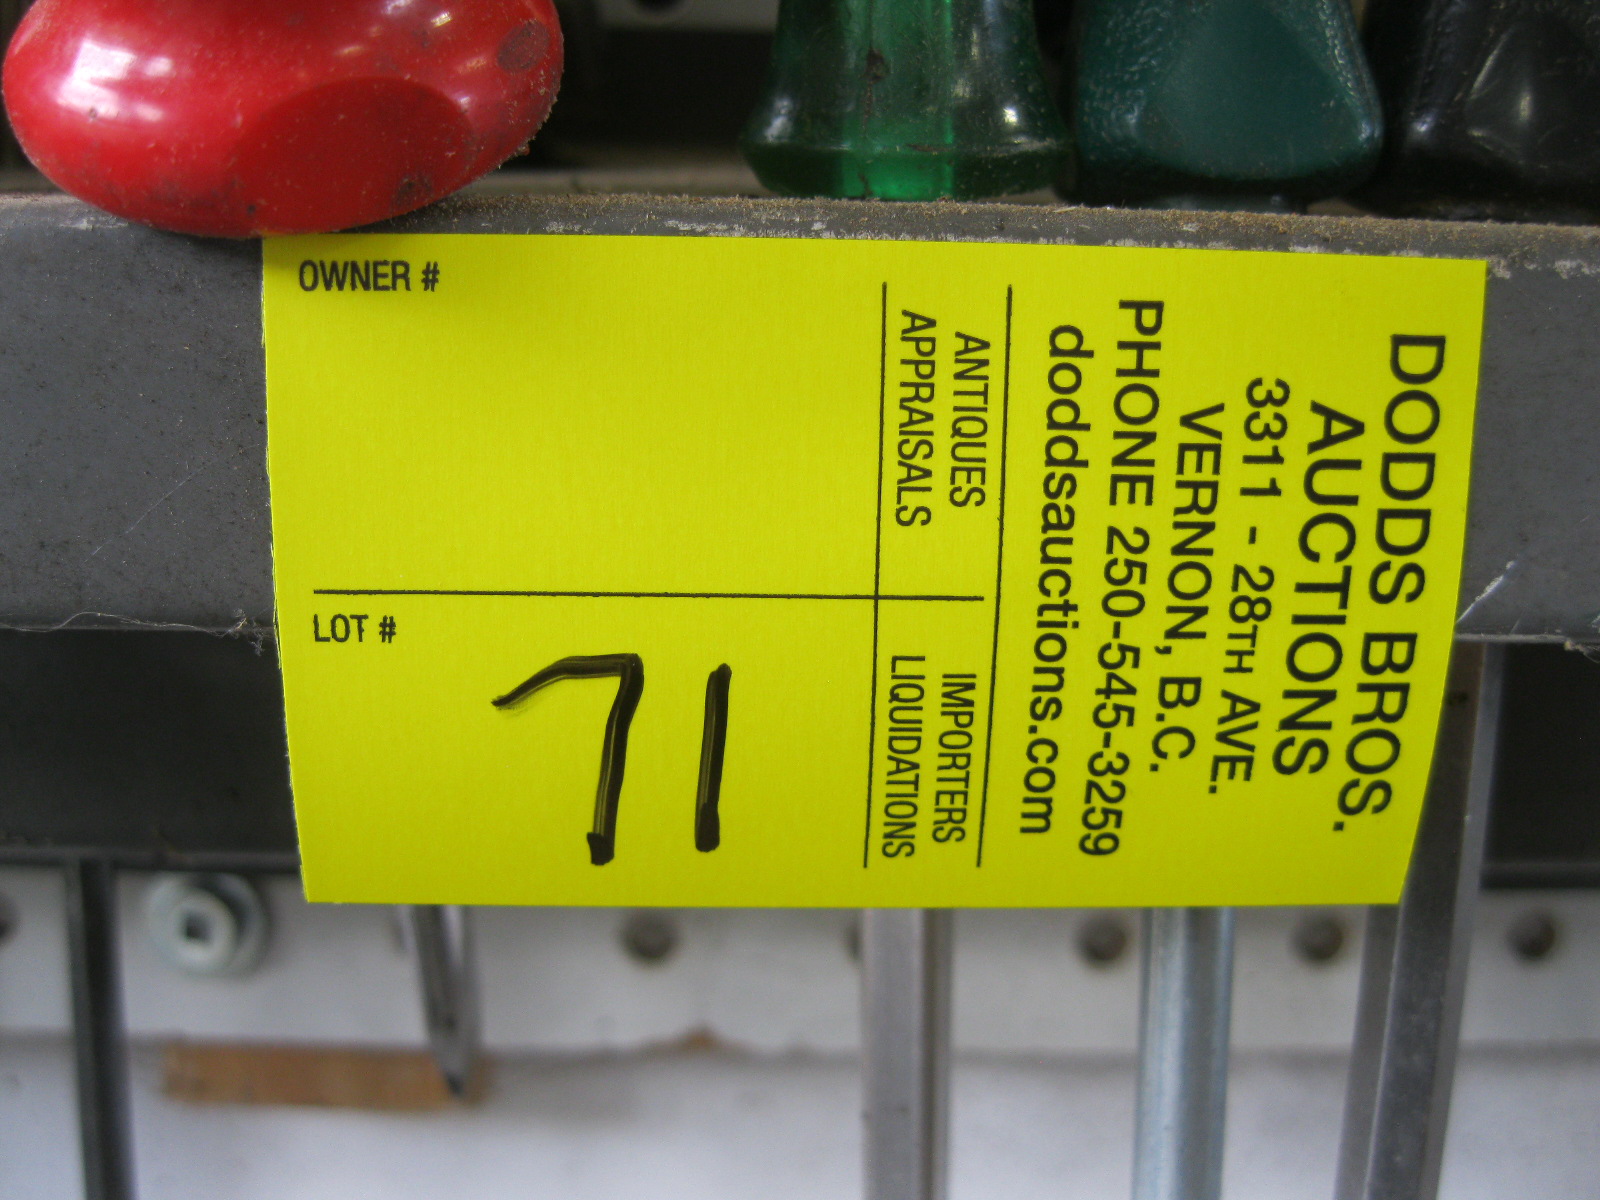 DODDS BROS.
AUCTIONS
3311 - 28TH AVE.
VERNON, B.C.
PHONE 250-545-3259
doddsauctions.com
ANTIQUES IMPORTERS
APPRAISALS LIQUIDATIONS
OWNER #
LOT #
71